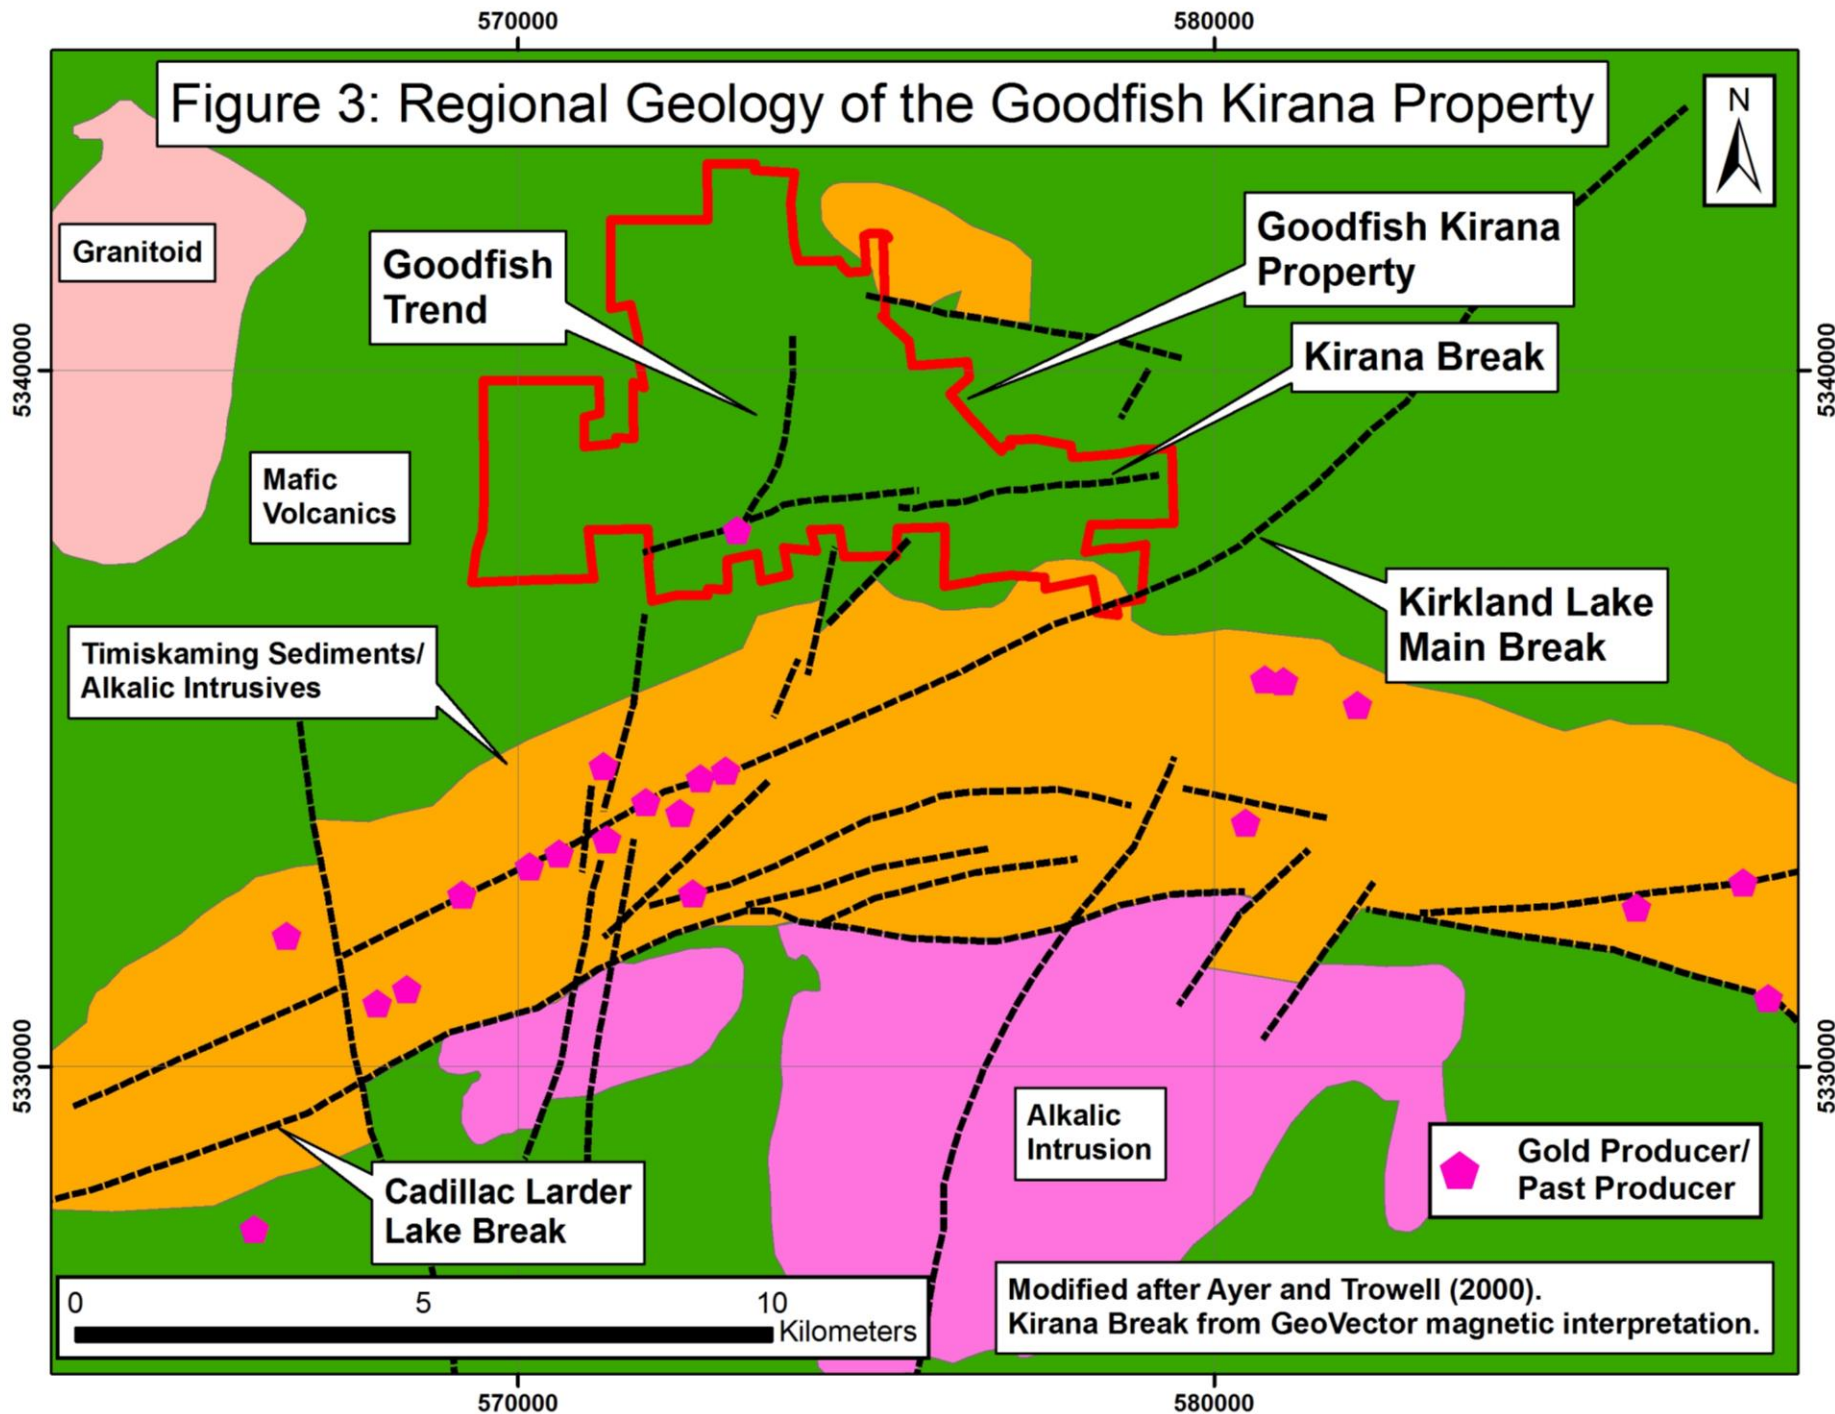 570000
580000
Figure 3: Regional Geology of the Goodfish Kirana Property
N
Granitoid
Goodfish
Trend
Goodfish Kirana
Property
Kirana Break
5340000
5340000
Mafic
Volcanics
Kirkland Lake
Main Break
Timiskaming Sediments/
Alkalic Intrusives
5330000
5330000
Alkalic
Intrusion
Gold Producer/
Past Producer
Cadillac Larder
Lake Break
0
5
10
Kilometers
Modified after Ayer and Trowell (2000).
Kirana Break from GeoVector magnetic interpretation.
570000
580000